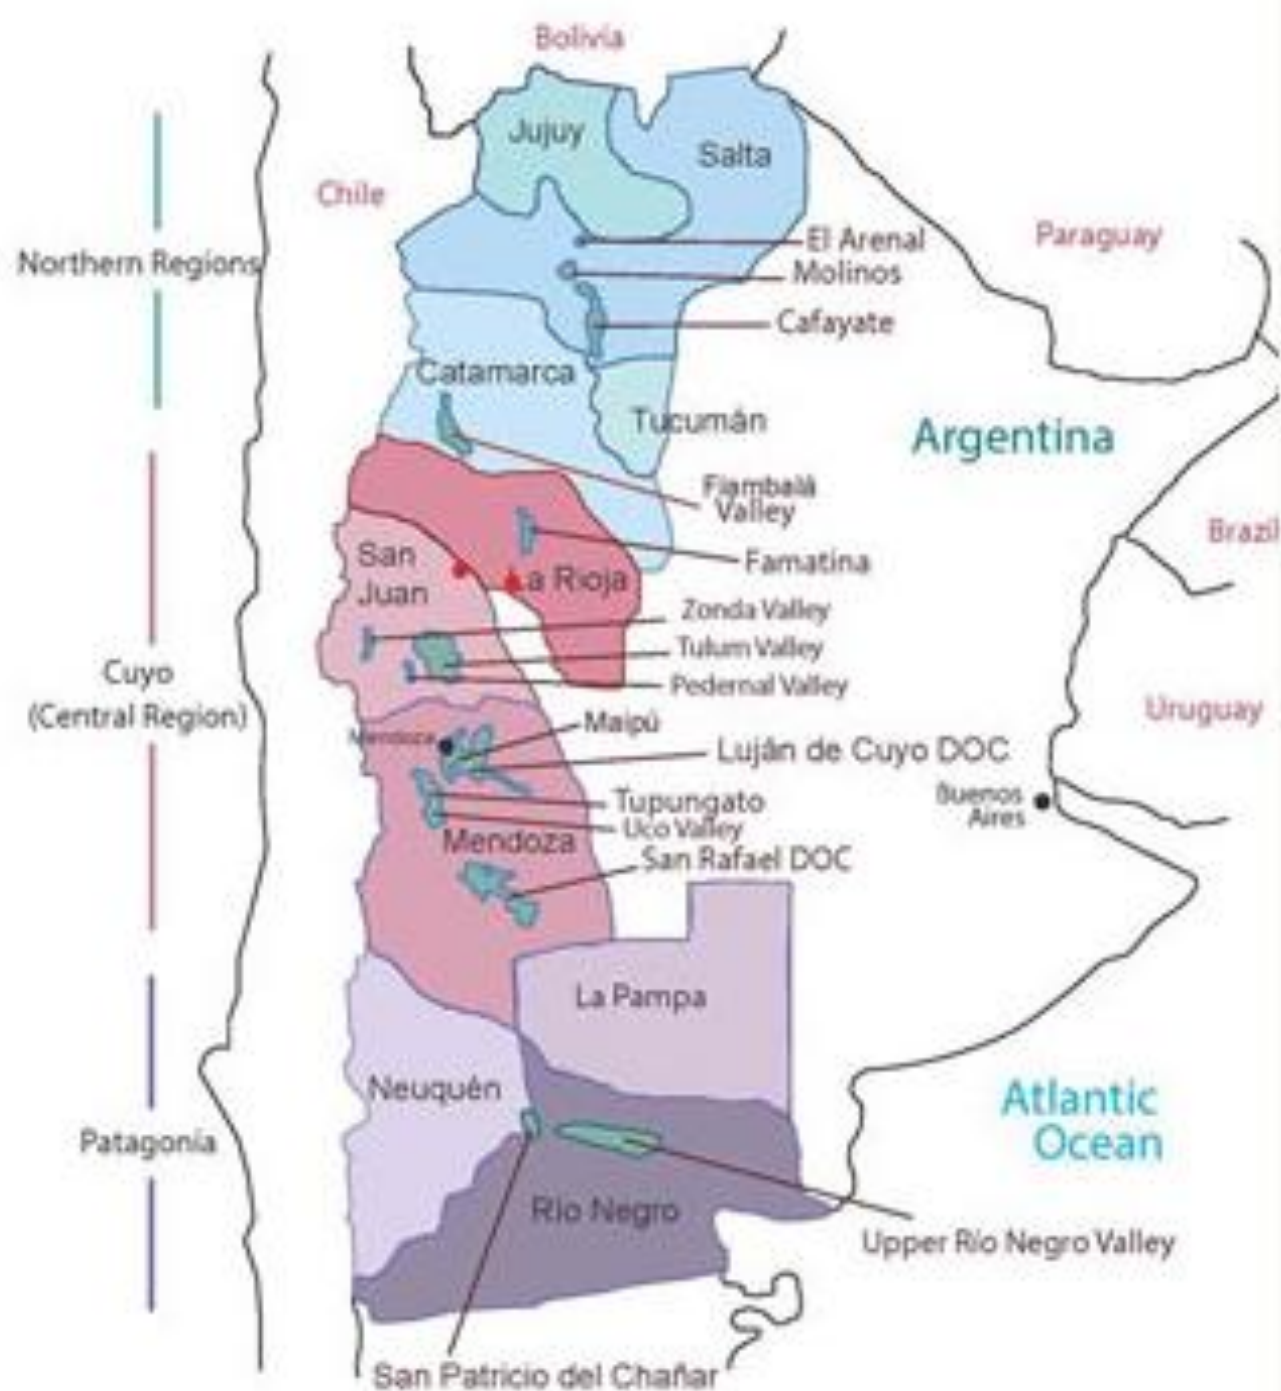 Bolivia
Jujuy
Salta
Chile
El Arenal
Paraguay
Northern Regions
Molinos
Cafayate
Catamarca
Tucumán
Argentina
Fiambalá
Valley
Brazil
San
Juan
Famatina
La Rioja
Zonda Valley
Tulum Valley
Cuyo
(Central Region)
Pedernal Valley
Maipú
Uruguay
Mendoza
Luján de Cuyo DOC
Tupungato
Buenos
Aires
Uco Valley
Mendoza
San Rafael DOC
La Pampa
Neuquén
Atlantic
Ocean
Patagonía
Río Negro
Upper Río Negro Valley
San Patricio del Chañar